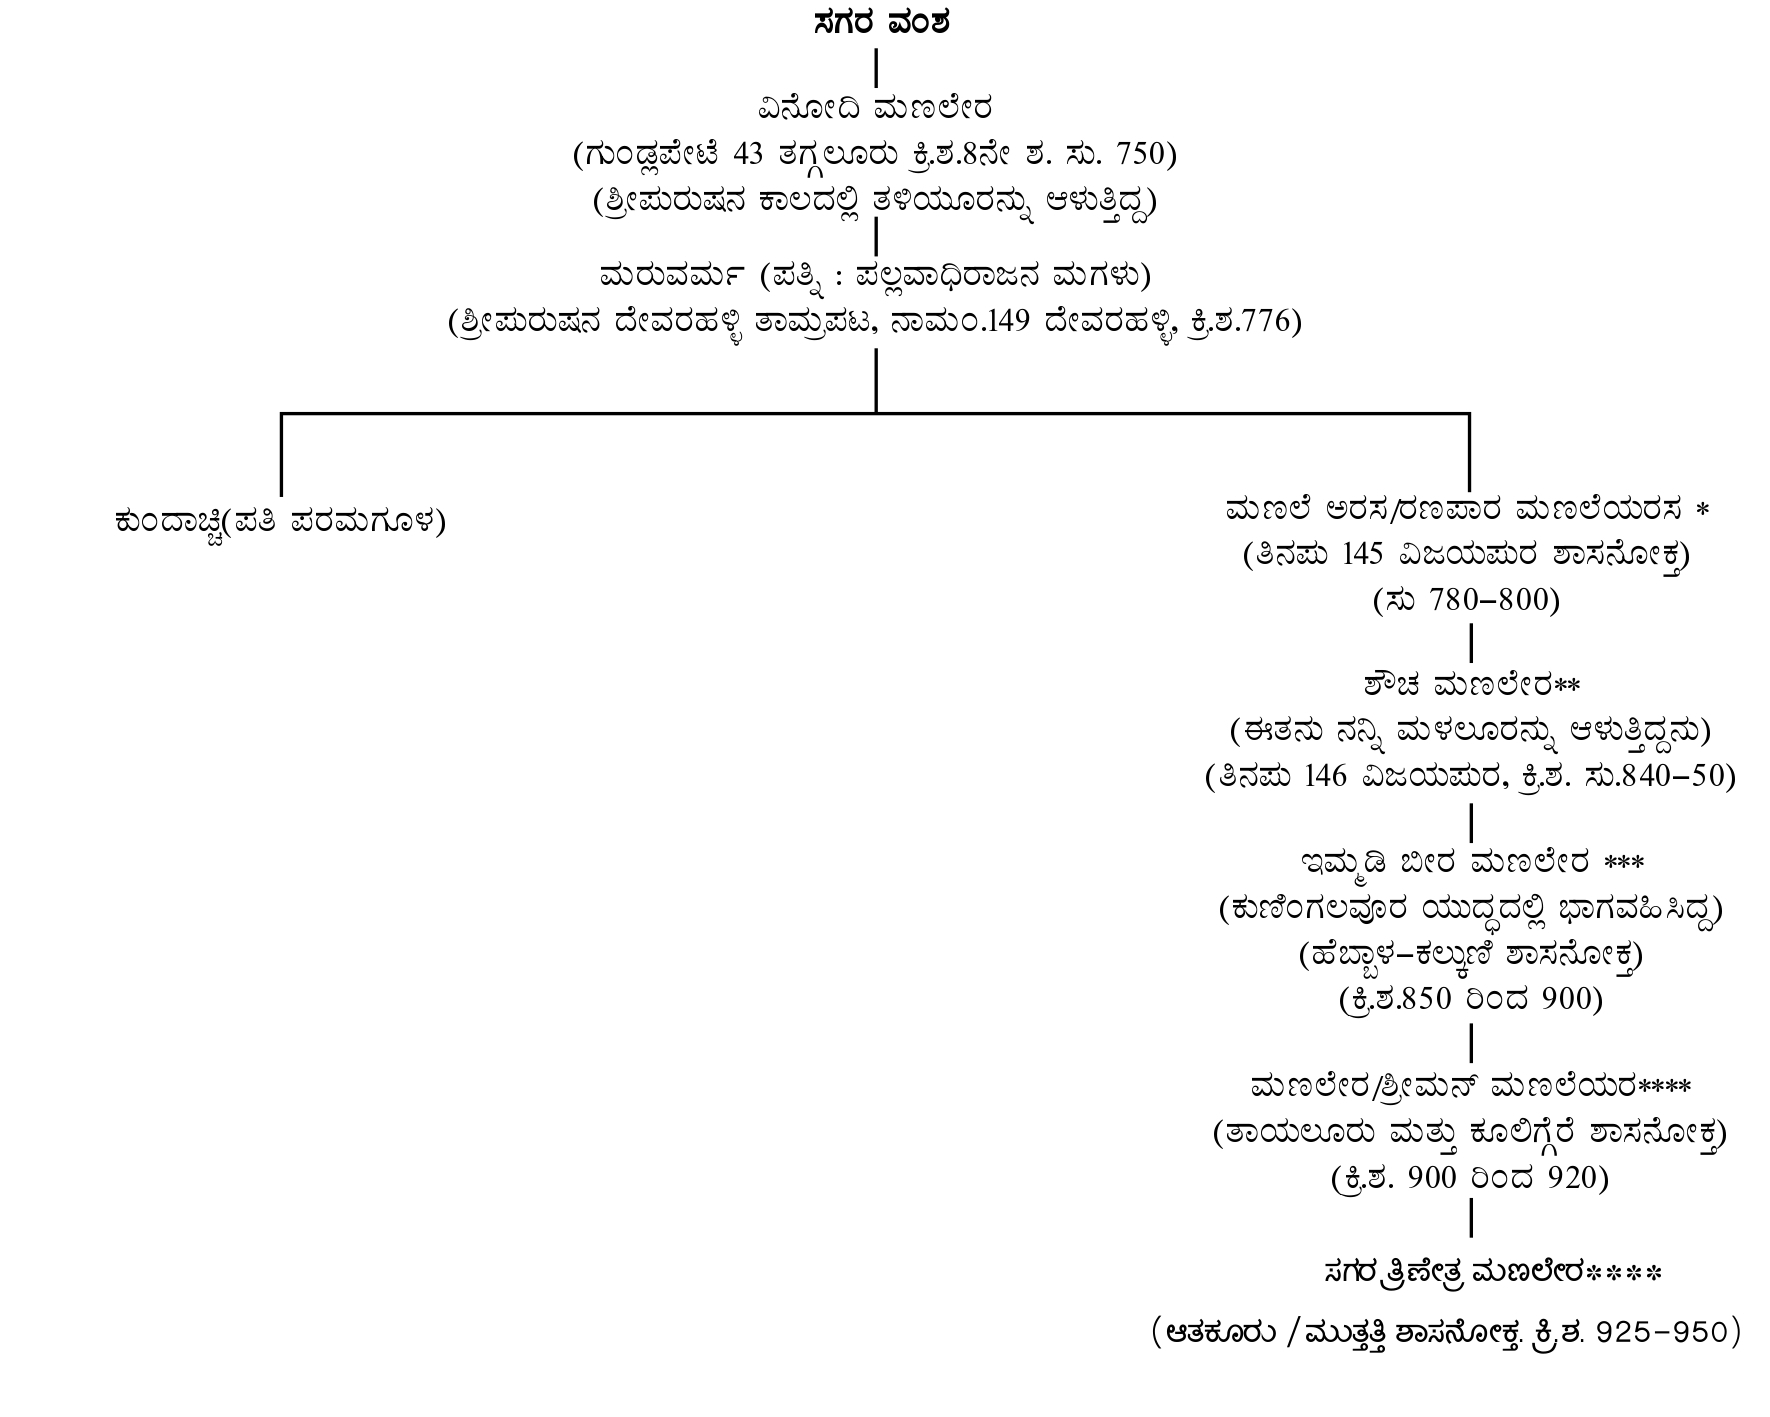 ಸಗರ ವಂಶ
ವಿನೋದಿ ಮಣಲೇರ
(ಗುಂಡ್ಲಪೇಟೆ 43 ತಗ್ಗಲೂರು ಕ್ರಿ.ಶ.8ನೇ ಶ. ಸು. 750)
(ಶ್ರೀಪುರುಷನ ಕಾಲದಲ್ಲಿ ತಳಿಯೂರನ್ನು ಆಳುತ್ತಿದ್ದ)
ಮರುವರ್ಮ (ಪತ್ನಿ : ಪಲ್ಲವಾಧಿರಾಜನ ಮಗಳು)
(ಶ್ರೀಪುರುಷನ ದೇವರಹಳ್ಳಿ ತಾಮ್ರಪಟ, ನಾಮಂ.149 ದೇವರಹಳ್ಳಿ, ಕ್ರಿ.ಶ.776)
ಕುಂದಾಚ್ಚಿ(ಪತಿ ಪರಮಗೂಳ)
ಮಣಲೆ ಅರಸ/ರಣಪಾರ ಮಣಲೆಯರಸ *
(ತಿನಪು 145 ವಿಜಯಪುರ ಶಾಸನೋಕ್ತ)
(ಸು 780–800)
ಶೌಚ ಮಣಲೇರ**
(ಈತನು ನನ್ನಿ ಮಳಲೂರನ್ನು ಆಳುತ್ತಿದ್ದನು)
(ತಿನಪು 146 ವಿಜಯಪುರ, ಕ್ರಿ.ಶ. ಸು.840–50)
ಇಮ್ಮಡಿ ಬೀರ ಮಣಲೇರ ***
(ಕುಣಿಂಗಲವೂರ ಯುದ್ಧದಲ್ಲಿ ಭಾಗವಹಿಸಿದ್ದ)
(ಹೆಬ್ಬಾಳ–ಕಲ್ಕುಣಿ ಶಾಸನೋಕ್ತ)
(ಕ್ರಿ.ಶ.850 ರಿಂದ 900)
ಮಣಲೇರ/ಶ್ರೀಮನ್ ಮಣಲೆಯರ****
(ತಾಯಲೂರು ಮತ್ತು ಕೂಲಿಗ್ಗೆರೆ ಶಾಸನೋಕ್ತ)
(ಕ್ರಿ.ಶ. 900 ರಿಂದ 920)
ಸಗರ ತ್ರಿಣೇತ್ರ ಮಣಲೇರ****
(ಆತಕೂರು / ಮುತ್ತತ್ತಿ ಶಾಸನೋಕ್ತ. ಕ್ರಿ.ಶ. 925–950)